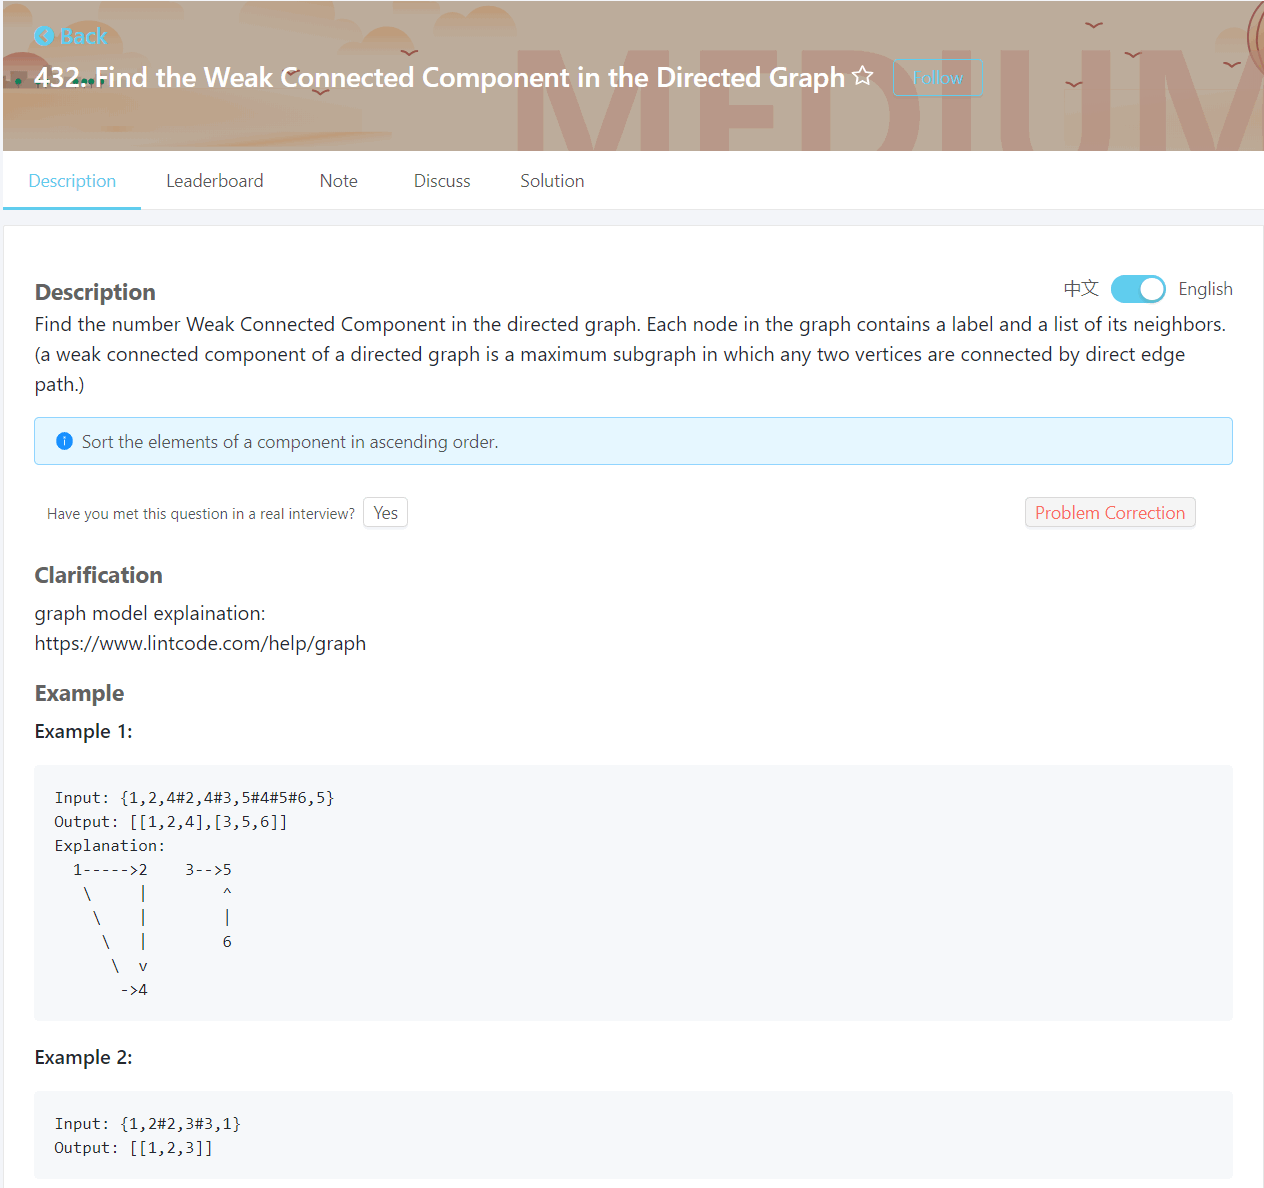 Back
432. Find the Weak Connected Component in the Directed Graph
Follow
MEDIUM
Description
Leaderboard
Note
Discuss
Solution
Description
中文
English
Find the number Weak Connected Component in the directed graph. Each node in the graph contains a label and a list of its neighbors.
(a weak connected component of a directed graph is a maximum subgraph in which any two vertices are connected by direct edge
path.)
Sort the elements of a component in ascending order.
Have you met this question in a real interview?
Yes
Problem Correction
Clarification
graph model explaination:
https://www.lintcode.com/help/graph
Example
Example 1:
Input: {1,2,4#2,4#3,5#4#5#6,5}
Output: [[1,2,4],[3,5,6]]
Explanation:
  1----->2    3-->5
   \     |        ^
    \    |        |
     \   |        6
      \  v
       ->4
Example 2:
Input: {1,2#2,3#3,1}
Output: [[1,2,3]]